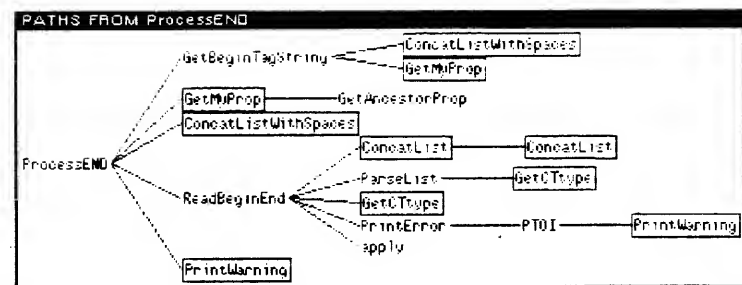 PATHS FROM ProcessEND
ConcatListWithSpaces
GetBeginTagString
GetMyProp
GetMyProp GetAncestorProp
ConcatListWithSpaces
ConcatList ConcatList
ProcessEND
ParseList GetCTtype
ReadBeginEnd
GetCTtype
PrintError PTOI PrintWarning
apply
PrintWarning